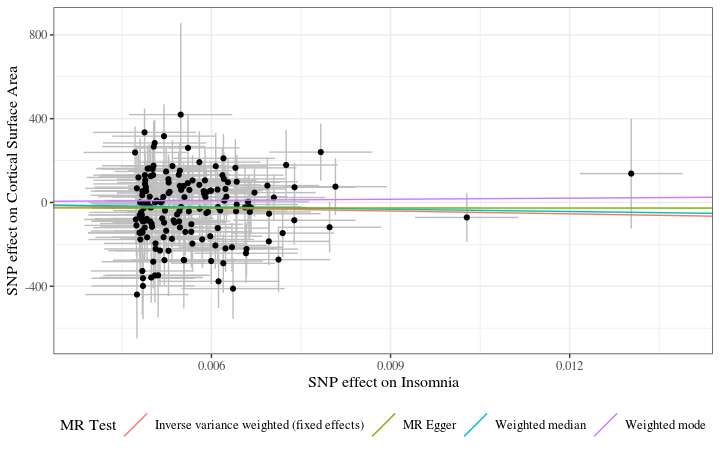 SNP effect on Cortical Surface Area
800
400
0
-400
0.006
0.009
0.012
SNP effect on Insomnia
MR Test
Inverse variance weighted (fixed effects)
MR Egger
Weighted median
Weighted mode